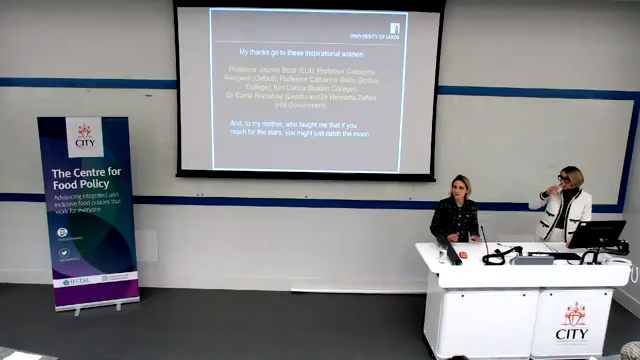 UNIVERSITY OF LEEDS
My thanks go to these inspirational women:
Professor Joanne Scott (EUI), Professor Catherine
Redgwell (Oxford), Professor Catharine Wells (Boston
College), Kim Garcia (Boston College),
Dr Carrie Bradshaw (Leeds) and Dr Henrietta Zeffert
(HM Government)
And, to my mother, who taught me that if you
reach for the stars, you might just catch the moon
CITY
The Centre for
Food Policy
Advancing integrated and
inclusive food policies that
work for everyone
CITY